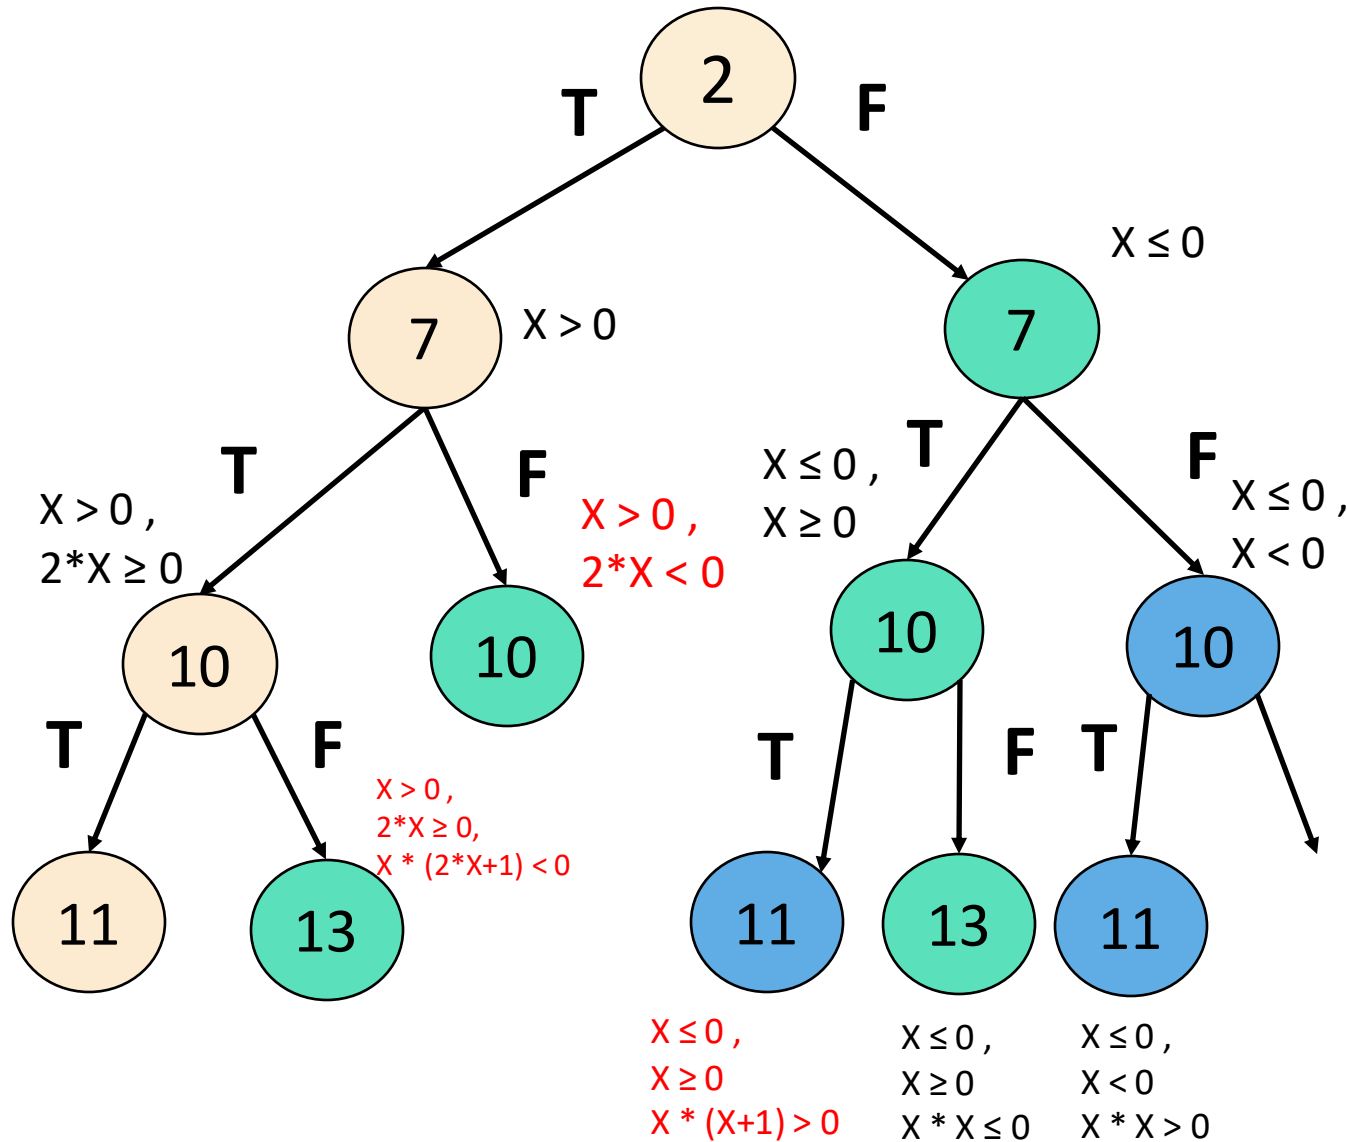 2
T
F
X ≤ 0
7
X > 0
7
T
F
T
F
X > 0 ,
2*X ≥ 0
X > 0 ,
2*X < 0
X ≤ 0 ,
X ≥ 0
X ≤ 0 ,
X < 0
10
10
10
10
T
F
T
F
T
X > 0 ,
2*X ≥ 0,
X * (2*X+1) < 0
11
13
11
13
11
X ≤ 0 ,
X ≥ 0
X * (X+1) > 0
X ≤ 0 ,
X ≥ 0
X * X ≤ 0
X ≤ 0 ,
X < 0
X * X > 0